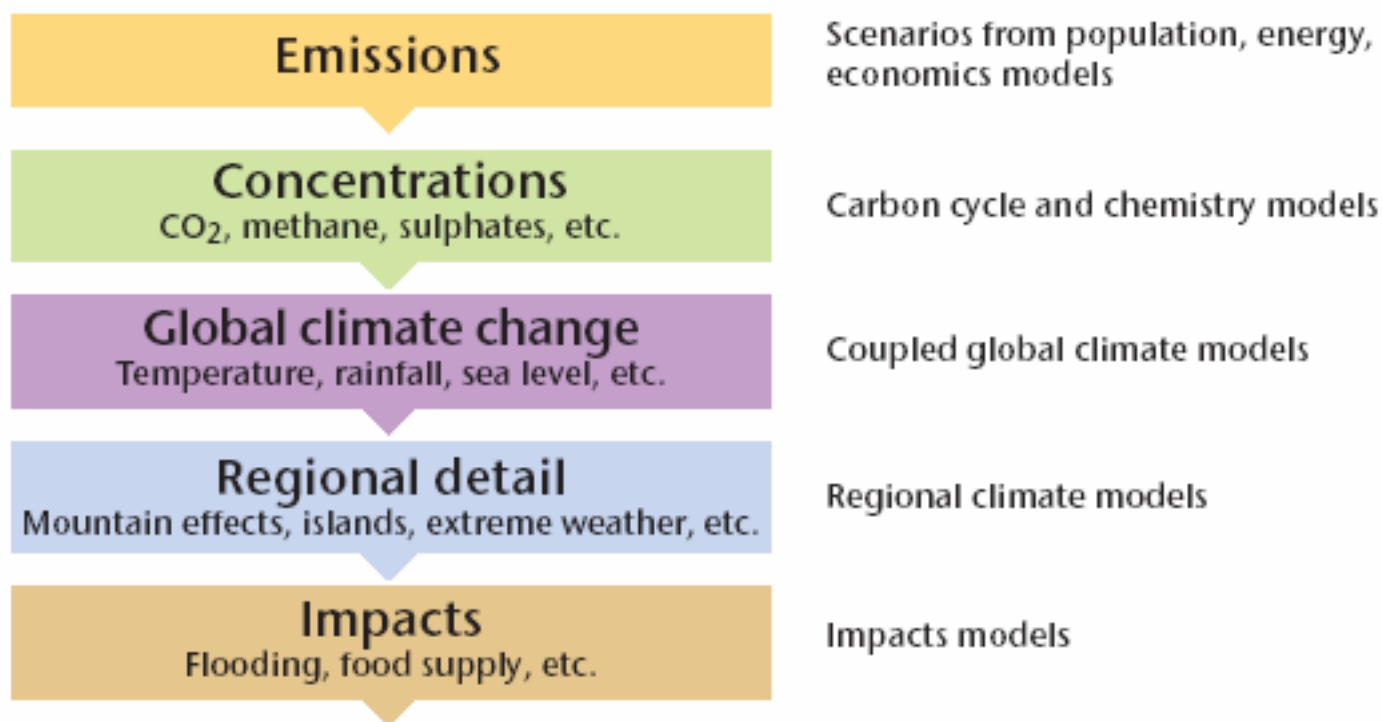 Emissions
Scenarios from population, energy,
economics models
Concentrations
CO₂, methane, sulphates, etc.
Carbon cycle and chemistry models
Global climate change
Temperature, rainfall, sea level, etc.
Coupled global climate models
Regional detail
Mountain effects, islands, extreme weather, etc.
Regional climate models
Impacts
Flooding, food supply, etc.
Impacts models